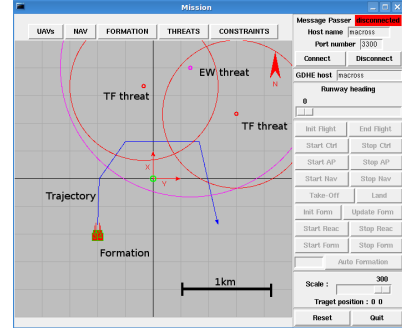 Mission
UAVs NAV FORMATION THREATS CONSTRAINTS
Message Passer disconnected
Host name macross
Port number 3300
Connect Disconnect
GDHE host macross
Runway heading
0
Init Flight End Flight
Start Ctrl Stop Ctrl
Start AP Stop AP
Start Nav Stop Nav
Take-Off Land
Init Form Update Form
Start Reac Stop Reac
Start Form Stop Form
Auto Formation
Scale : 300
Traget position : 0 0
Reset Quit
EW threat
N
TF threat
TF threat
X
Y
Trajectory
Formation
1km